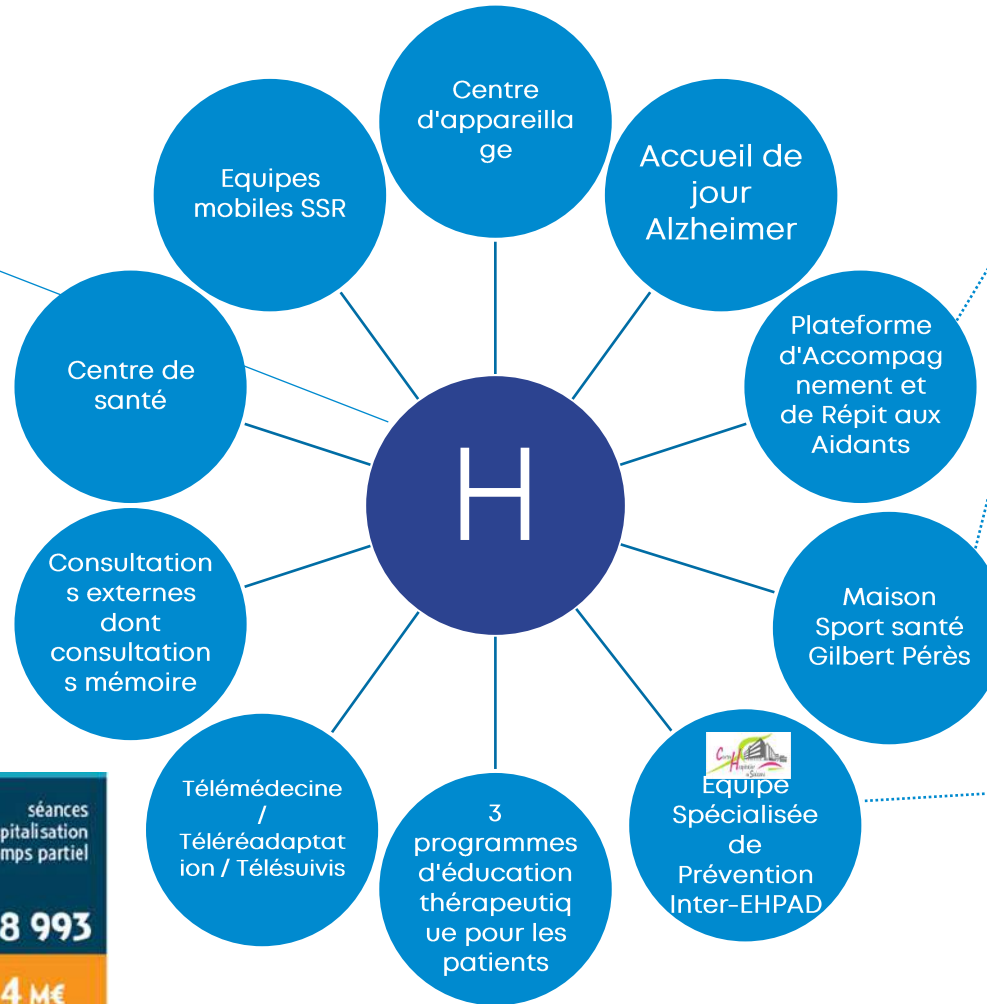 Centre
d'appareilla
ge
Accueil de
jour
Alzheimer
Equipes
mobiles SSR
Plateforme
d'Accompag
nement et
de Répit aux
Aidants
Centre de
santé
H
Consultation
s externes
dont
consultation
s mémoire
Maison
Sport santé
Gilbert Pérès
Télémédecine
/
Téléréadaptat
ion / Télésuivis
3
programmes
d'éducation
thérapeutiq
ue pour les
patients
Equipe
Spécialisée
de
Prévention
Inter-EHPAD
séances
pitalisation
mps partiel
8 993
4 M€